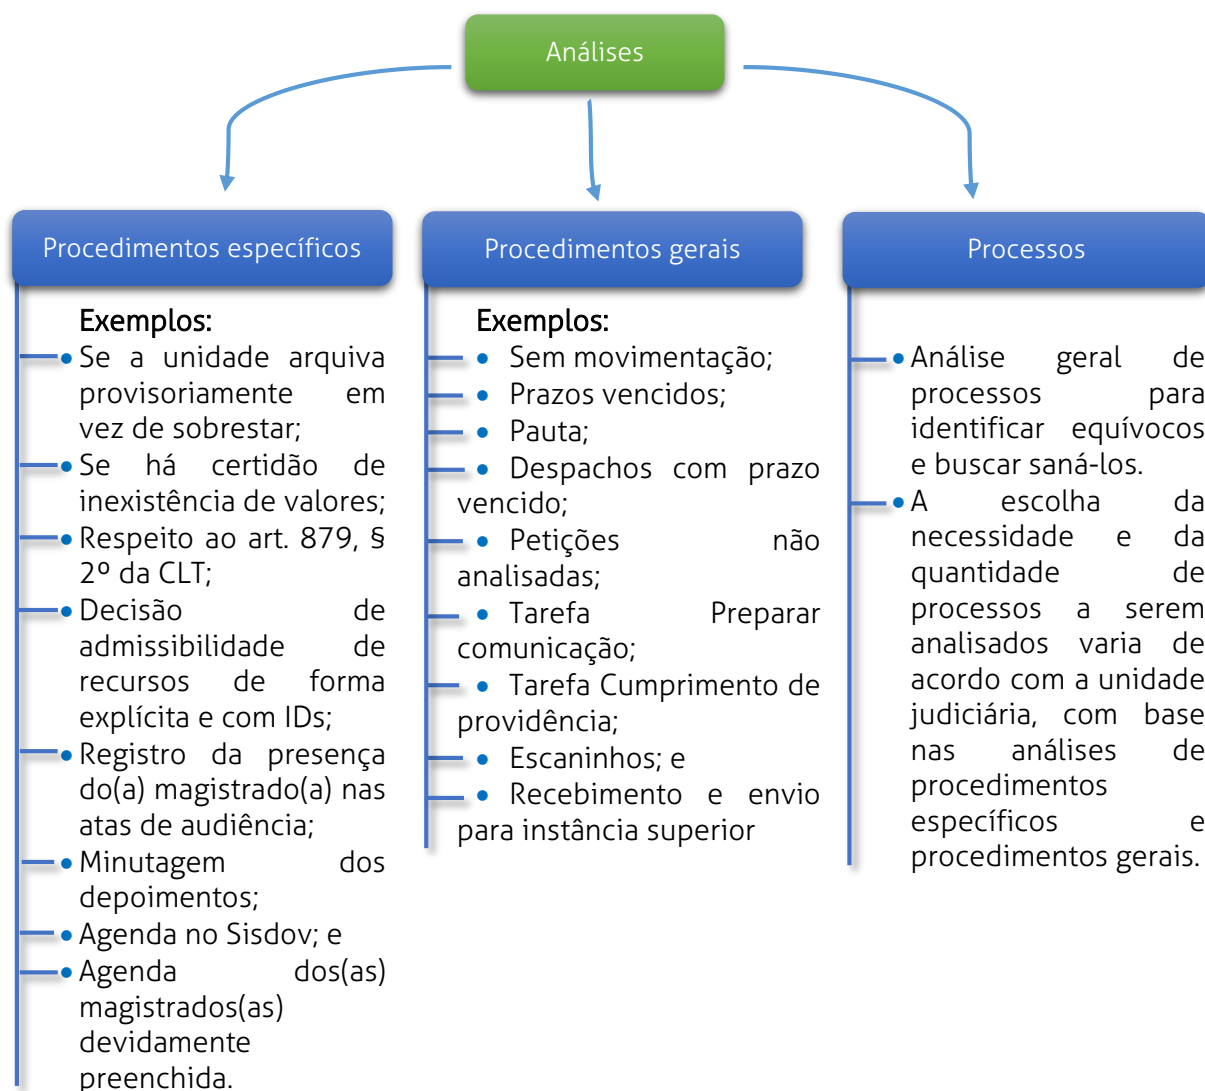 Análises
Procedimentos específicos
Exemplos:
• Se a unidade arquiva
provisoriamente em
vez de sobrestar;
• Se há certidão de
inexistência de valores;
• Respeito ao art. 879, §
2º da CLT;
• Decisão de
admissibilidade de
recursos de forma
explícita e com IDs;
• Registro da presença
do(a) magistrado(a) nas
atas de audiência;
• Minutagem dos
depoimentos;
• Agenda no Sisdov; e
• Agenda dos(as)
magistrados(as)
devidamente
preenchida.
Procedimentos gerais
Exemplos:
• Sem movimentação;
• Prazos vencidos;
• Pauta;
• Despachos com prazo
vencido;
• Petições não
analisadas;
• Tarefa Preparar
comunicação;
• Tarefa Cumprimento de
providência;
• Escaninhos; e
• Recebimento e envio
para instância superior
Processos
• Análise geral de
processos para
identificar equívocos
e buscar saná-los.
• A escolha da
necessidade e da
quantidade de
processos a serem
analisados varia de
acordo com a unidade
judiciária, com base
nas análises de
procedimentos
específicos e
procedimentos gerais.